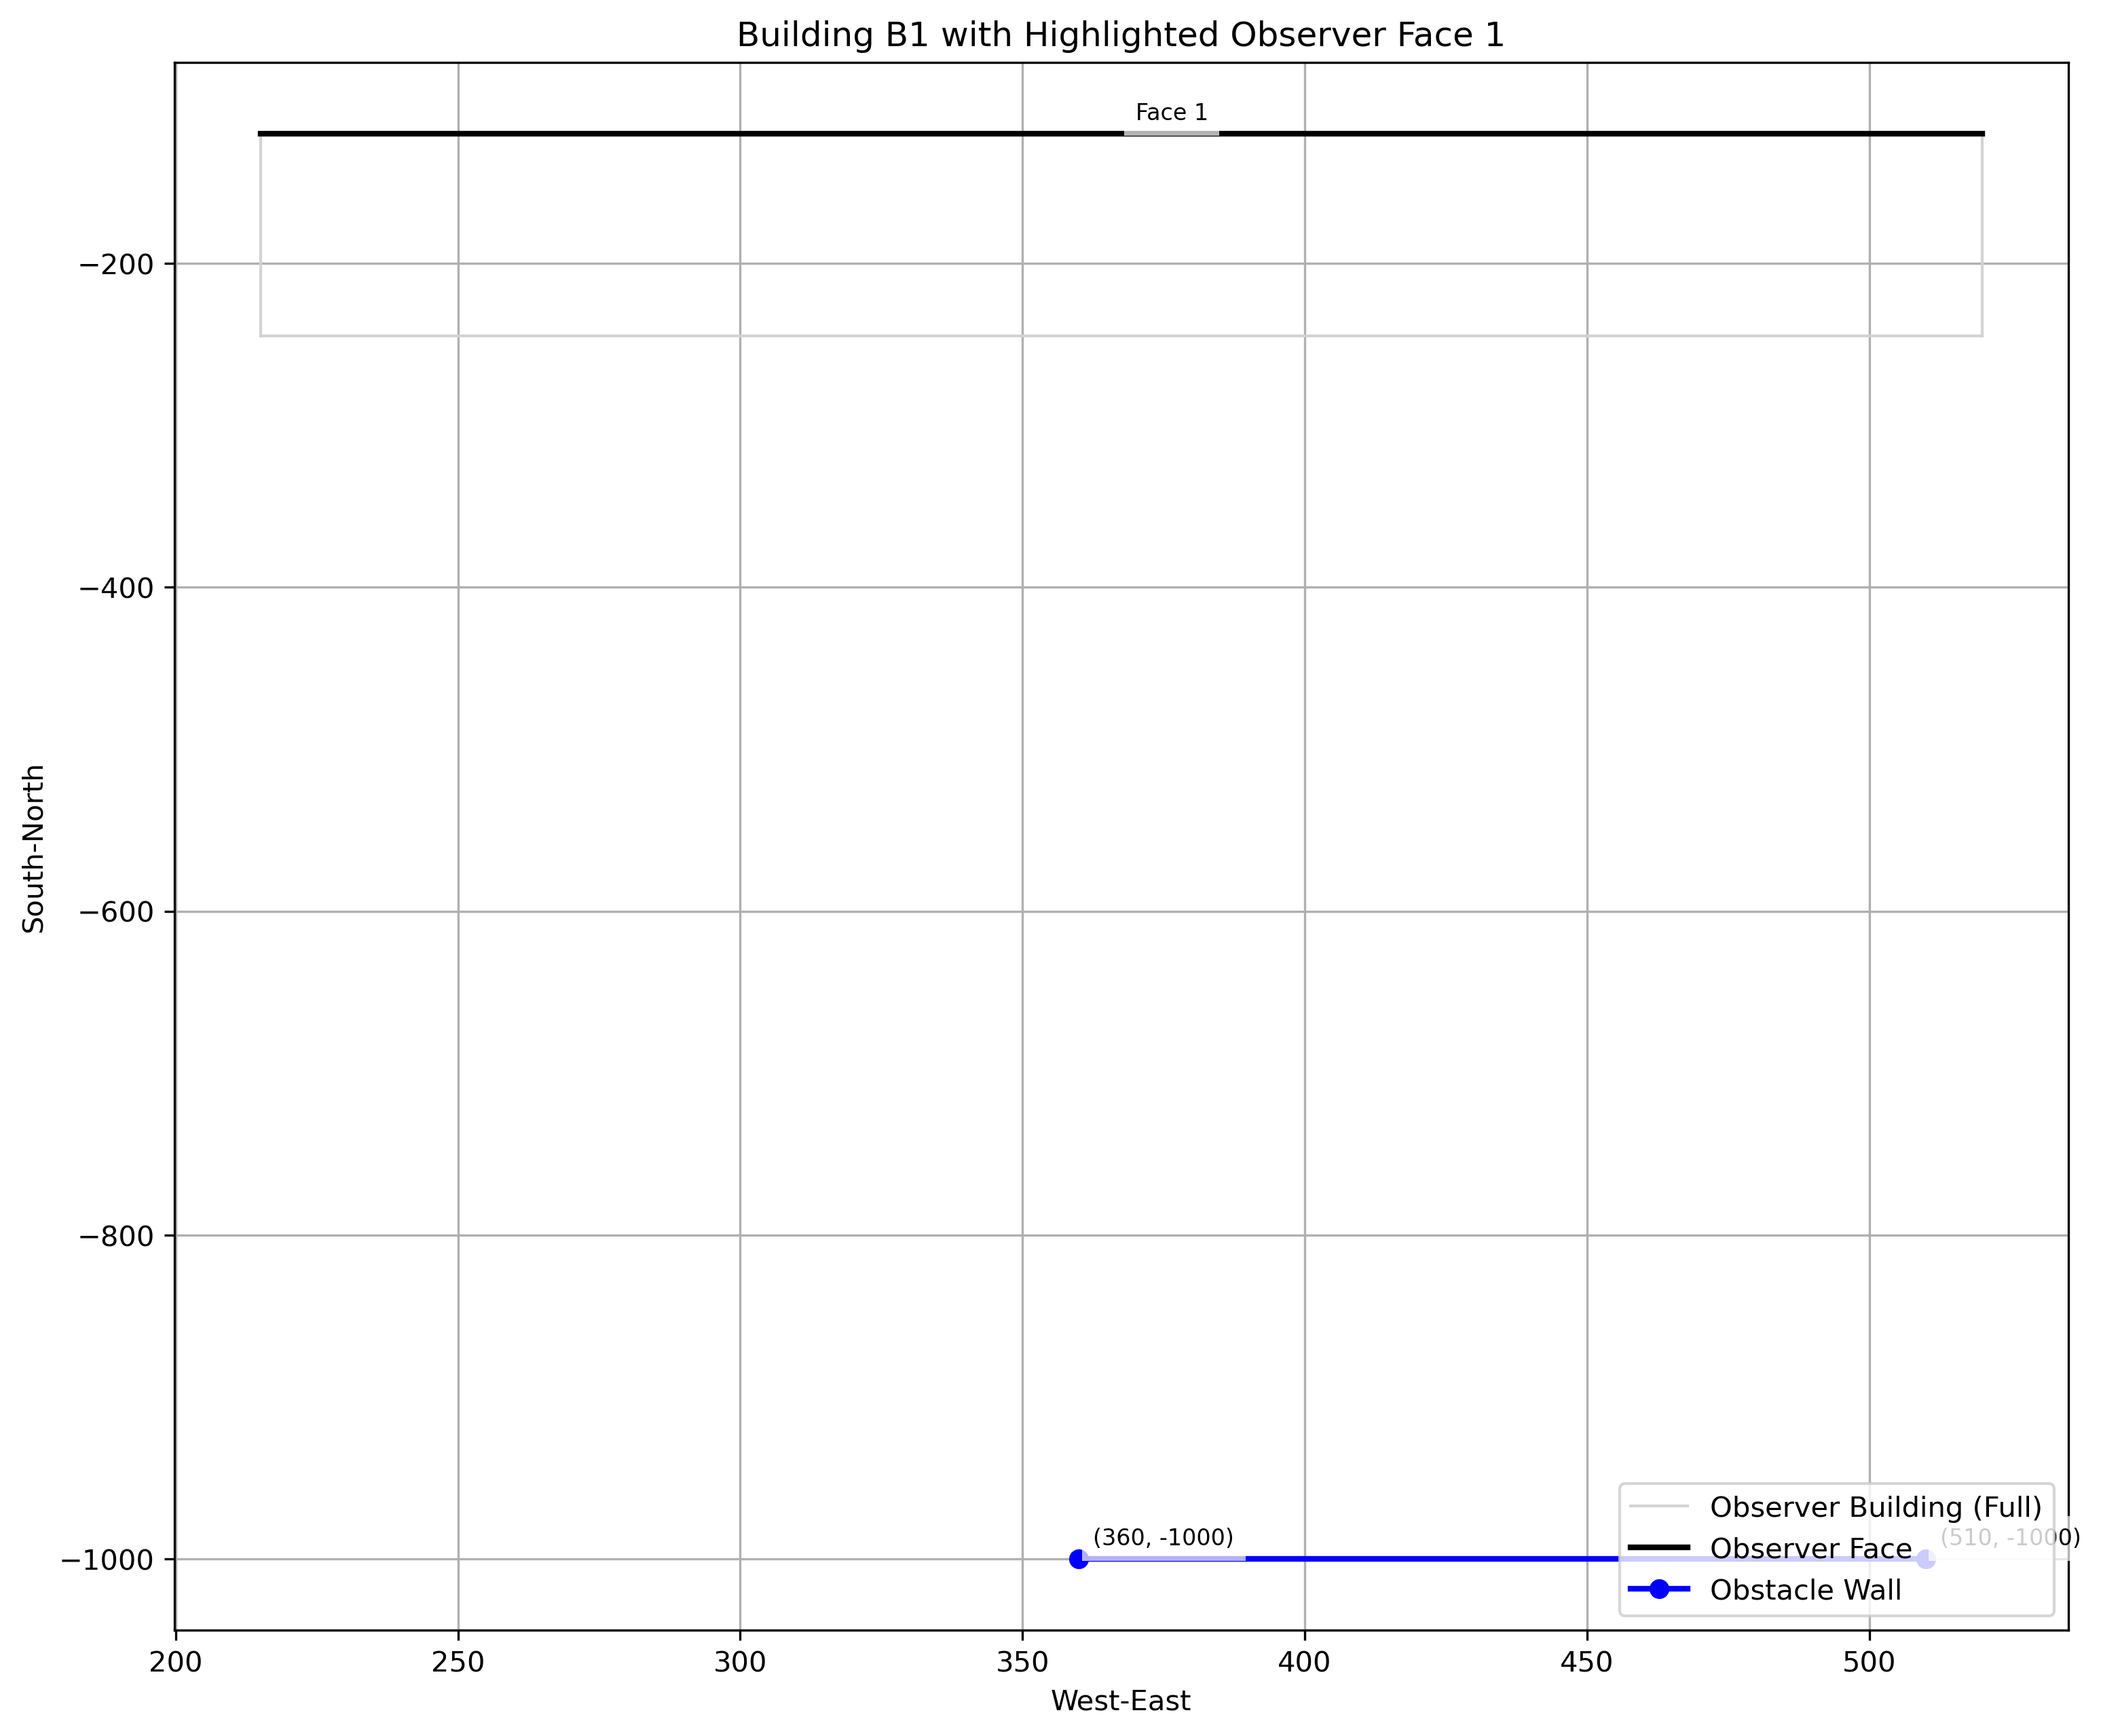 Building B1 with Highlighted Observer Face 1
Face 1
−200
−400
−600
−800
−1000
South-North
(360, -1000)
(510, -1000)
Observer Building (Full)
Observer Face
Obstacle Wall
200
250
300
350
400
450
500
West-East